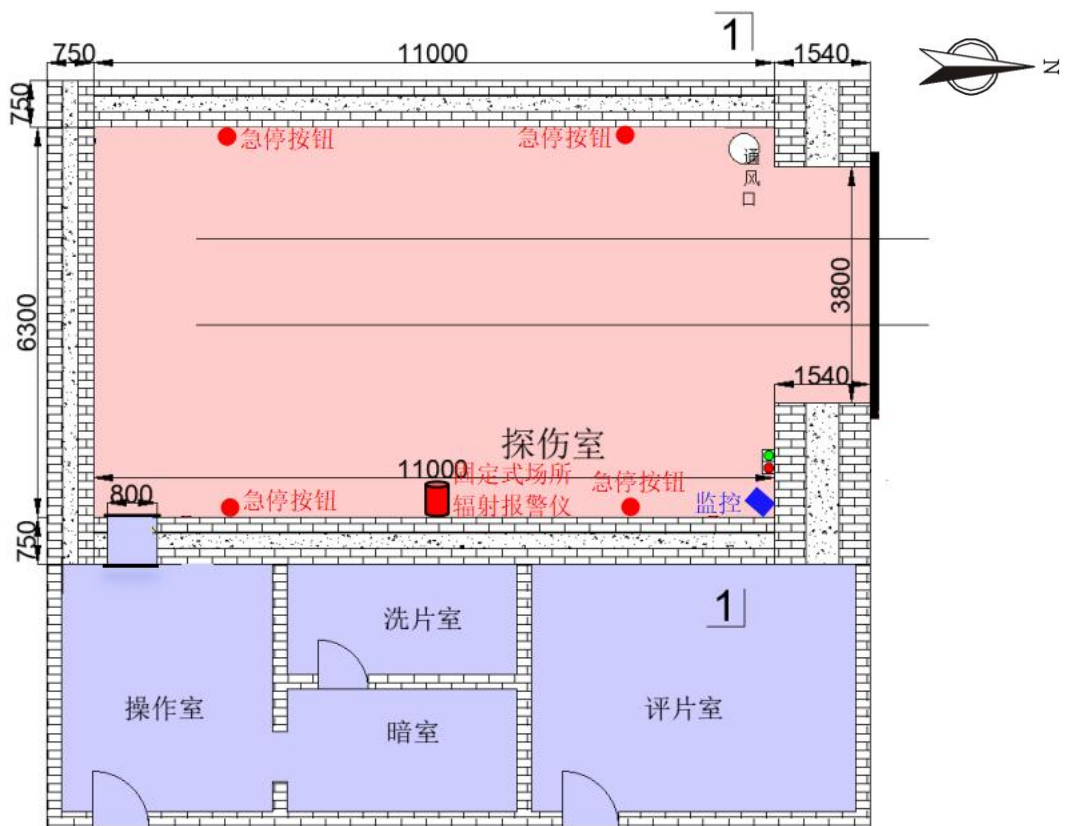 1
750
11000
1540
N
750
急停按钮
急停按钮
通风口
6300
3800
1540
探伤室
11000
固定式场所
辐射报警仪
急停按钮
急停按钮
监控
800
750
1
洗片室
操作室
暗室
评片室